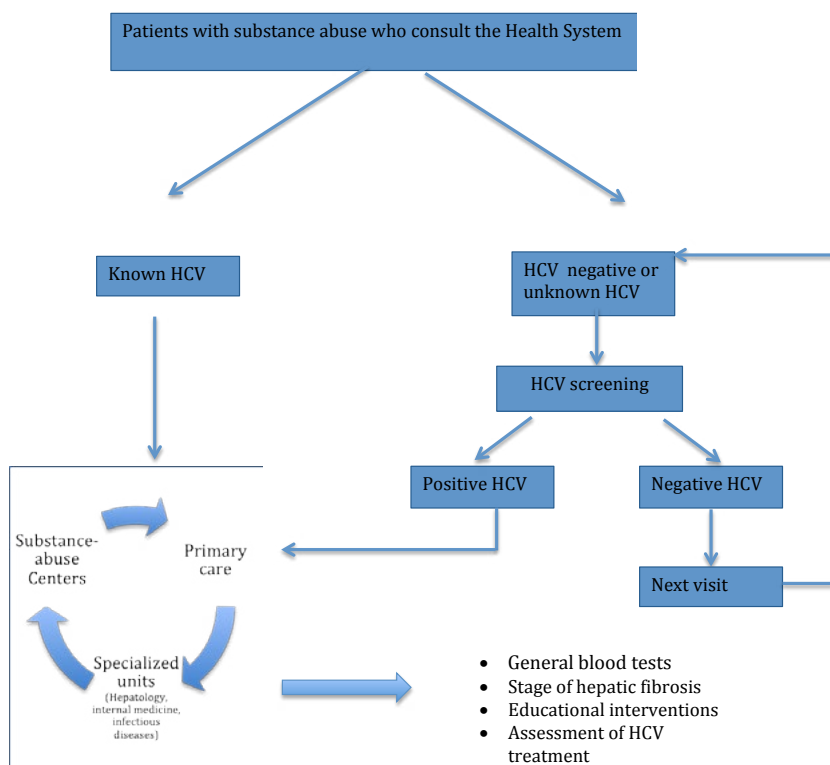 Patients with substance abuse who consult the Health System
Known HCV
HCV negative or
unknown HCV
HCV screening
Positive HCV
Negative HCV
Next visit
Substance-
abuse
Centers
Primary
care
Specialized
units
(Hepatology,
internal medicine,
infectious
diseases)
• General blood tests
• Stage of hepatic fibrosis
• Educational interventions
• Assessment of HCV
treatment